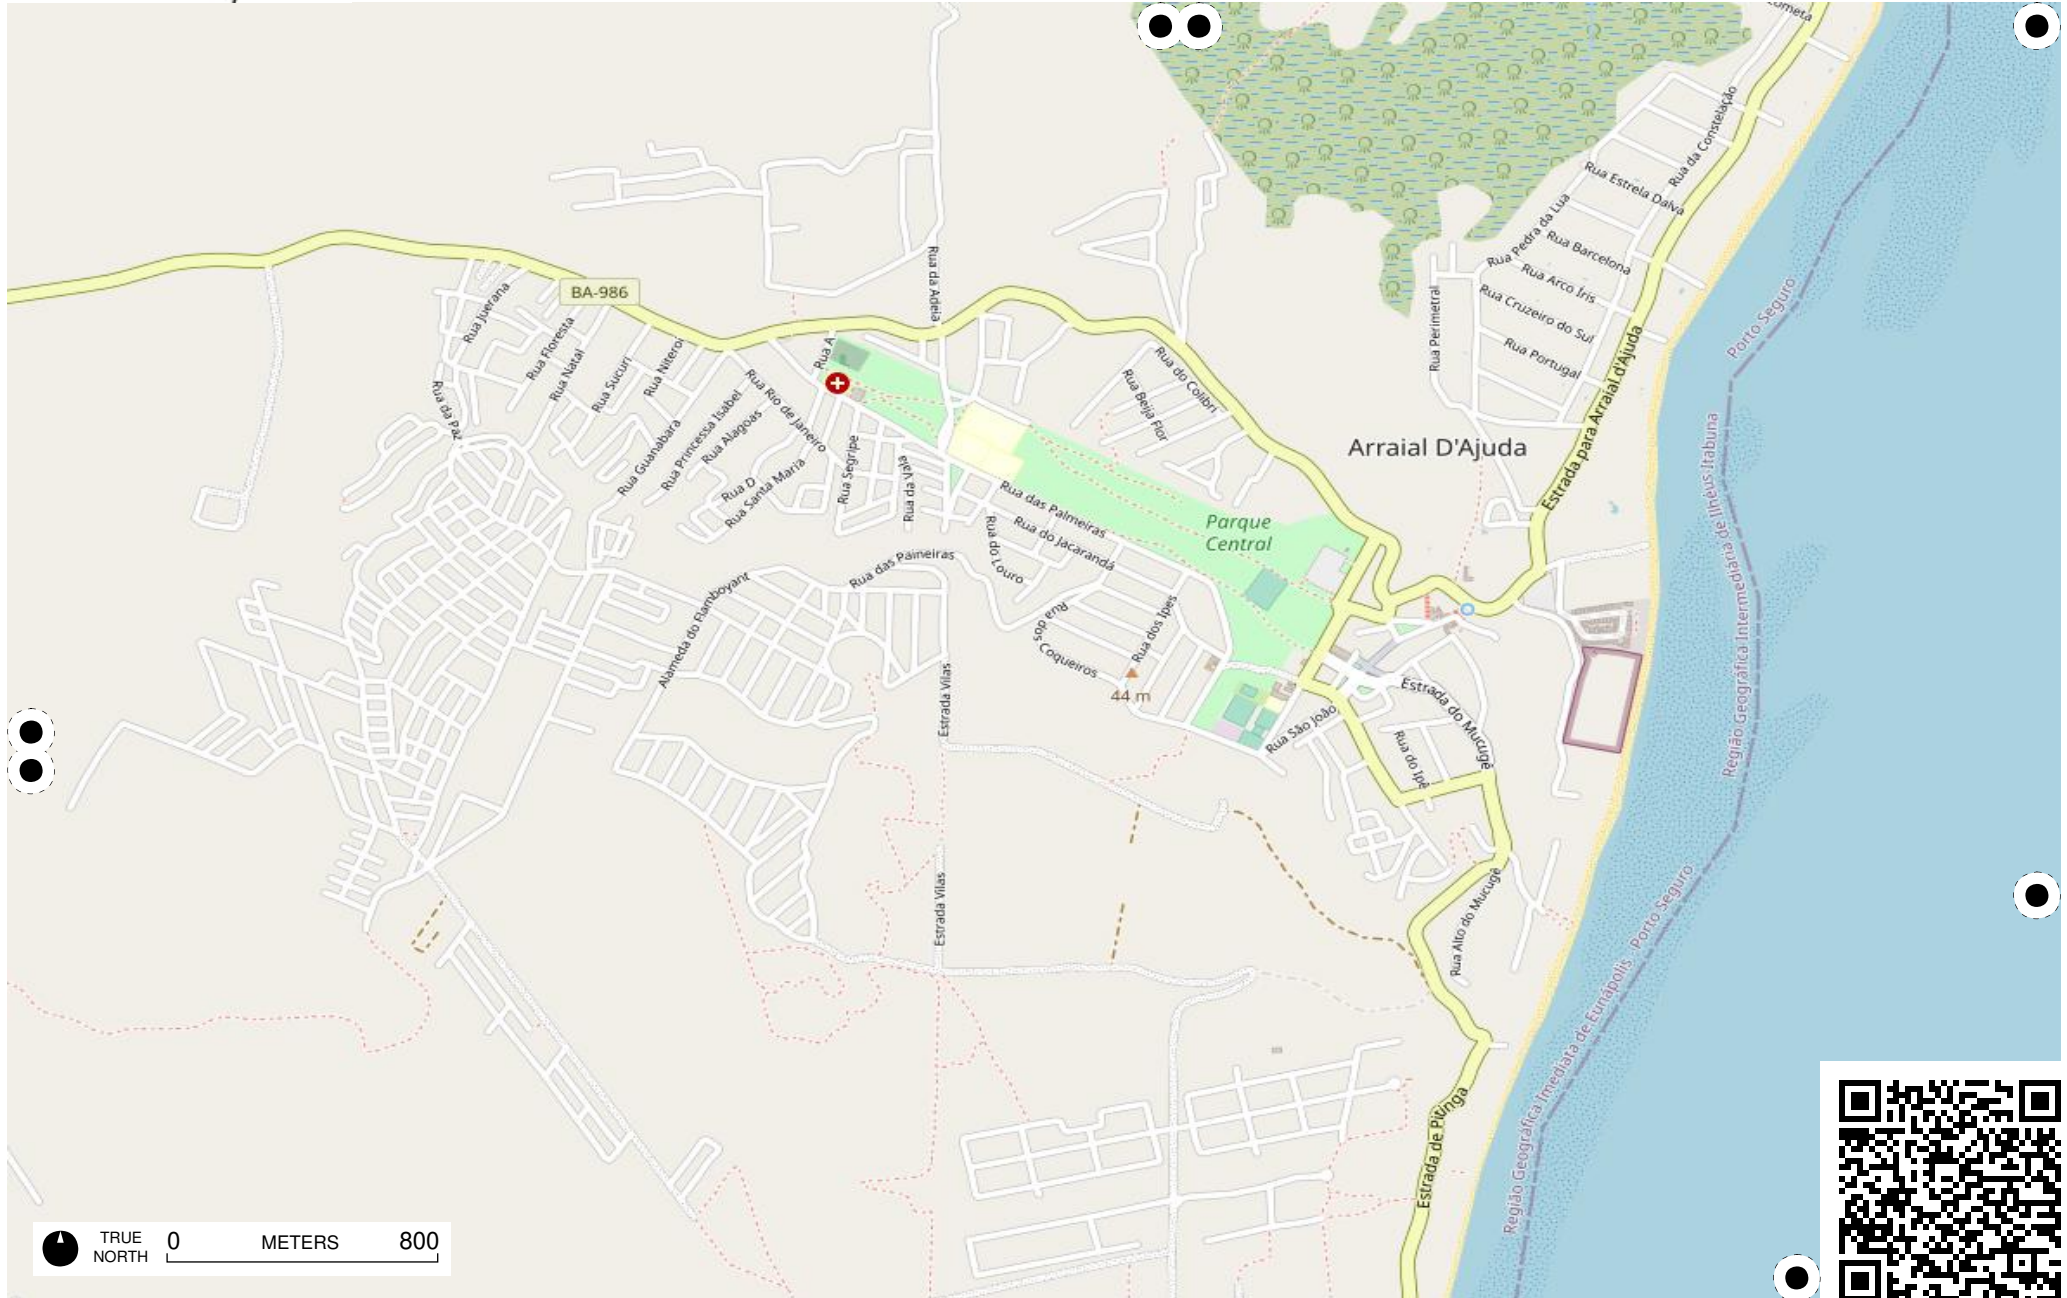 Rua da Constelação
Rua Estrela Dalva
Rua Pedra da Lua
Rua Barcelona
Rua Arco Íris
Rua Cruzeiro do Sul
Rua Portugal
Rua Perimetral
Estrada para Arraial d'Ajuda
Porto Seguro
Rua da Adeia
BA-986
Rua Juerana
Rua Floresta
Rua Natal
Rua Sucuri
Rua Niteroi
Rua da Paz
Rua A
Rua Rio de Janeiro
Rua Guanabara
Rua Princessa Isabel
Rua Alagoas
Rua D
Rua Santa Maria
Rua Segripe
Rua da Vala
Rua do Colibri
Rua Beija Flor
Arraial D'Ajuda
Rua das Palmeiras
Rua do Jacarandá
Rua do Louro
Parque
Central
Rua das Paineiras
Alameda do Flamboyant
Rua dos
Coqueiros
Rua dos Ipes
44 m
Estrada Vilas
Estrada do Mucugê
Rua São João
Rua do Ipê
Rua Alto do Mucugê
Estrada Vilas
Região Geográfica Intermediária de Ilhéus-Itabuna
Porto Seguro
Região Geográfica Imediata de Eunápolis
Estrada de Pitinga
TRUE
NORTH
0 METERS 800